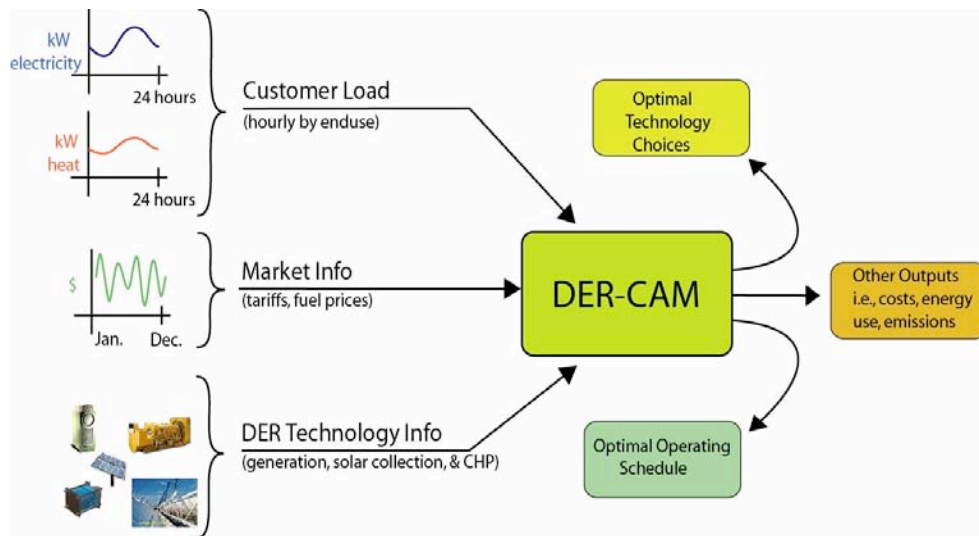 kW
electricity
24 hours
kW
heat
24 hours
Customer Load
(hourly by enduse)
$
Jan. Dec.
Market Info
(tariffs, fuel prices)
DER Technology Info
(generation, solar collection, & CHP)
DER-CAM
Optimal
Technology
Choices
Other Outputs
i.e., costs, energy
use, emissions
Optimal Operating
Schedule